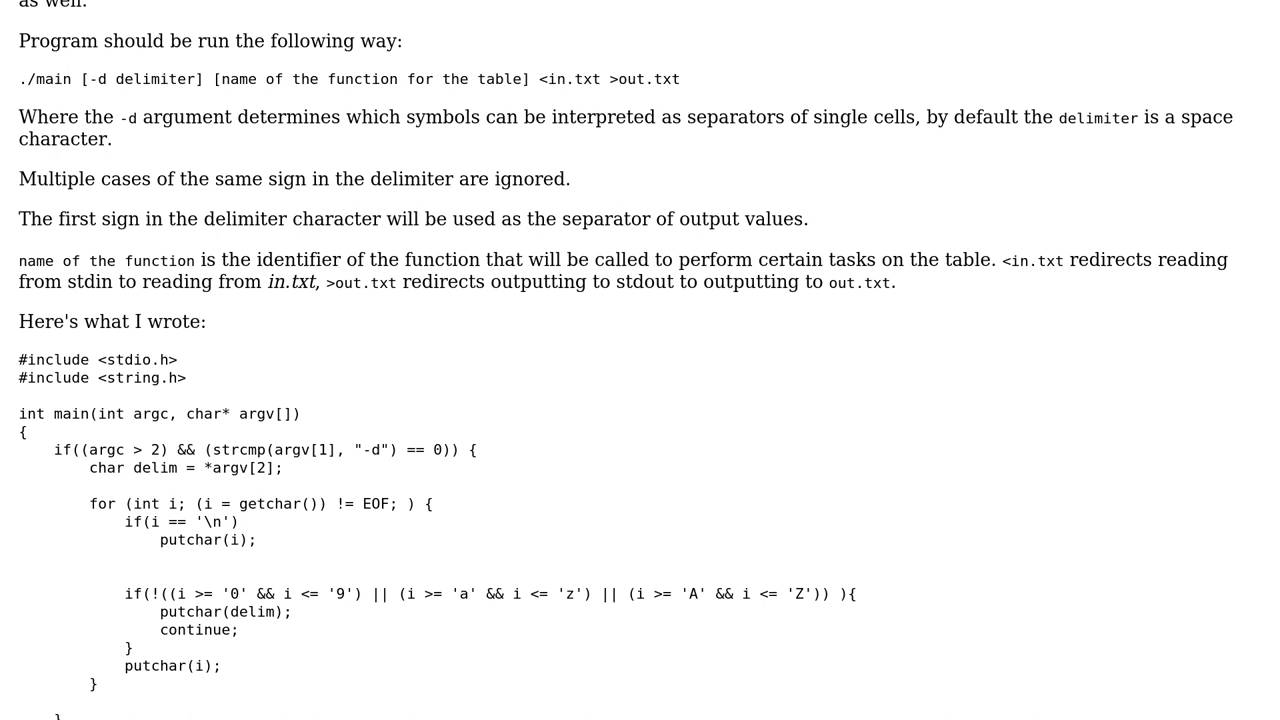 as well.
Program should be run the following way:
./main [-d delimiter] [name of the function for the table] <in.txt >out.txt
Where the -d argument determines which symbols can be interpreted as separators of single cells, by default the delimiter is a space
character.
Multiple cases of the same sign in the delimiter are ignored.
The first sign in the delimiter character will be used as the separator of output values.
name of the function is the identifier of the function that will be called to perform certain tasks on the table. <in.txt redirects reading
from stdin to reading from in.txt, >out.txt redirects outputting to stdout to outputting to out.txt.
Here's what I wrote:
#include <stdio.h>
#include <string.h>
int main(int argc, char* argv[])
{
    if((argc > 2) && (strcmp(argv[1], "-d") == 0)) {
        char delim = *argv[2];
        for (int i; (i = getchar()) != EOF; ) {
            if(i == '\n')
                putchar(i);
            if(!((i >= '0' && i <= '9') || (i >= 'a' && i <= 'z') || (i >= 'A' && i <= 'Z')) ){
                putchar(delim);
                continue;
            }
            putchar(i);
        }
    }